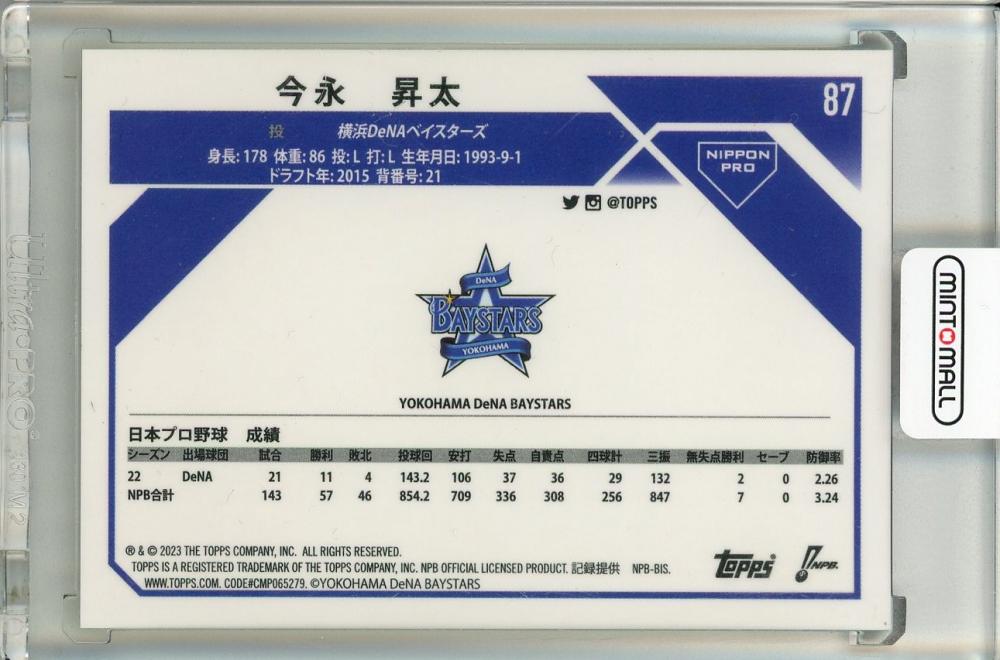 今永 昇太
87
投 横浜DeNAベイスターズ
身長: 178 体重: 86 投: L 打: L 生年月日: 1993-9-1
ドラフト年: 2015 背番号: 21
NIPPON
PRO
@TOPPS
DeNA
BAYSTARS
YOKOHAMA
YOKOHAMA DeNA BAYSTARS
日本プロ野球 成績
シーズン 出場球団 試合 勝利 敗北 投球回 安打 失点 自責点 四球計 三振 無失点勝利 セーブ 防御率
22 DeNA 21 11 4 143.2 106 37 36 29 132 2 0 2.26
NPB合計 143 57 46 854.2 709 336 308 256 847 7 0 3.24
® & © 2023 THE TOPPS COMPANY, INC. ALL RIGHTS RESERVED.
TOPPS IS A REGISTERED TRADEMARK OF THE TOPPS COMPANY, INC. NPB OFFICIAL LICENSED PRODUCT. 記録提供 NPB-BIS.
WWW.TOPPS.COM. CODE#CMP065279. ©YOKOHAMA DeNA BAYSTARS
Topps
NPB.
MINT MALL
Ultra·PRO